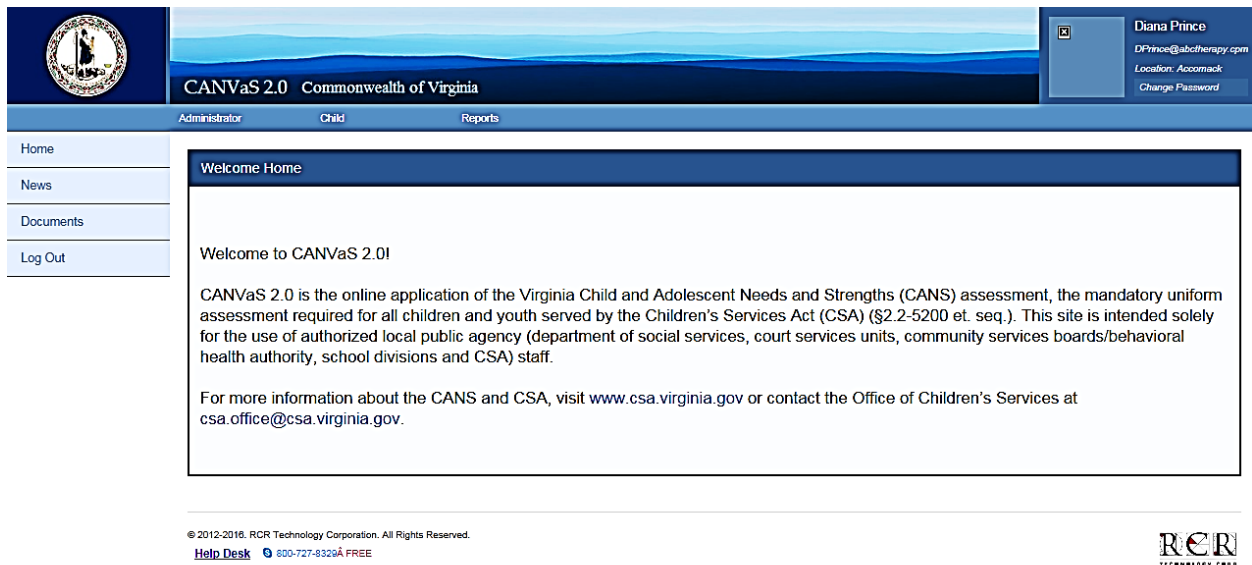 Diana Prince
DPrince@abctherapy.cpm
Location: Accomack
Change Password
CANVaS 2.0 Commonwealth of Virginia
Administrator Child Reports
Home
News
Documents
Log Out
Welcome Home
Welcome to CANVaS 2.0!
CANVaS 2.0 is the online application of the Virginia Child and Adolescent Needs and Strengths (CANS) assessment, the mandatory uniform
assessment required for all children and youth served by the Children's Services Act (CSA) (§2.2-5200 et. seq.). This site is intended solely
for the use of authorized local public agency (department of social services, court services units, community services boards/behavioral
health authority, school divisions and CSA) staff.
For more information about the CANS and CSA, visit www.csa.virginia.gov or contact the Office of Children's Services at
csa.office@csa.virginia.gov.
© 2012-2016. RCR Technology Corporation. All Rights Reserved.
Help Desk 800-727-8329Â FREE
RCR